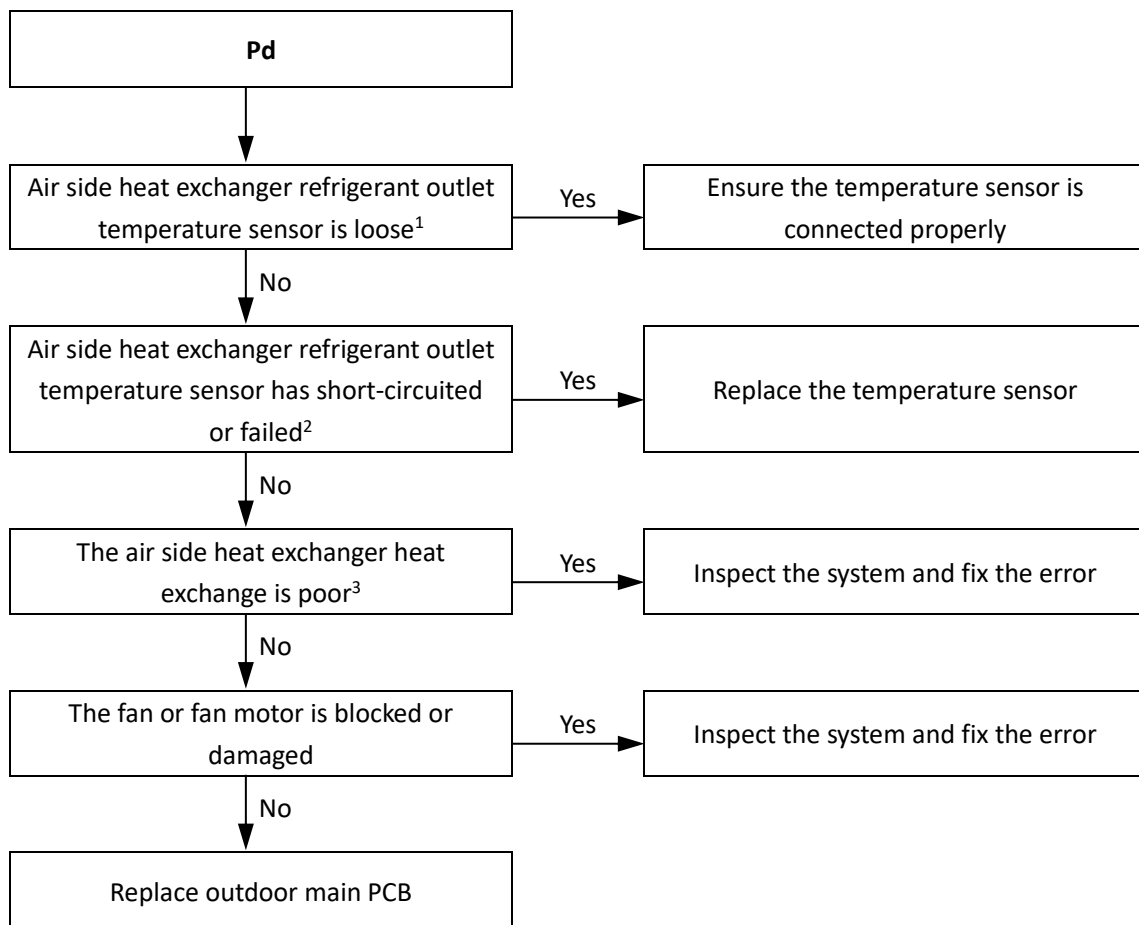 Pd
Air side heat exchanger refrigerant outlet
temperature sensor is loose¹
Yes
Ensure the temperature sensor is
connected properly
No
Air side heat exchanger refrigerant outlet
temperature sensor has short-circuited
or failed²
Yes
Replace the temperature sensor
No
The air side heat exchanger heat
exchange is poor³
Yes
Inspect the system and fix the error
No
The fan or fan motor is blocked or
damaged
Yes
Inspect the system and fix the error
No
Replace outdoor main PCB